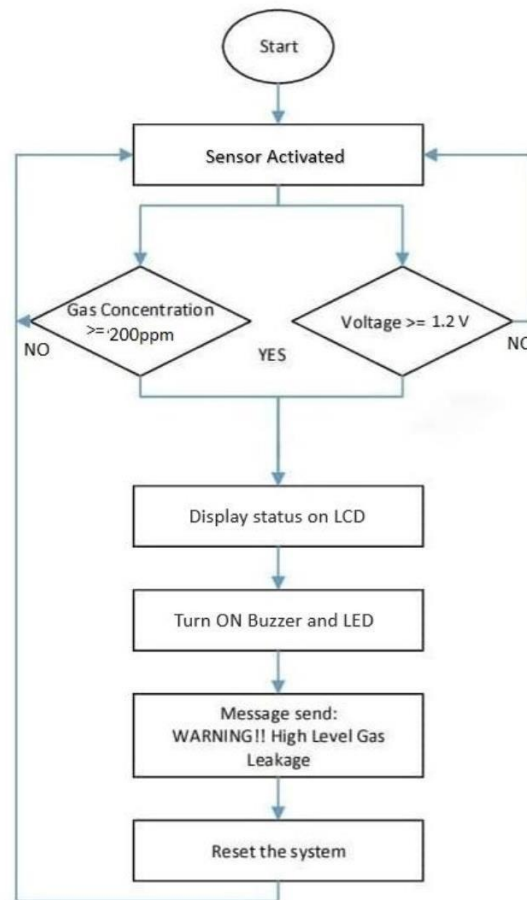 Start
Sensor Activated
Gas Concentration
>= 200ppm
Voltage >= 1.2 V
NO
YES
NO
Display status on LCD
Turn ON Buzzer and LED
Message send:
WARNING!! High Level Gas
Leakage
Reset the system